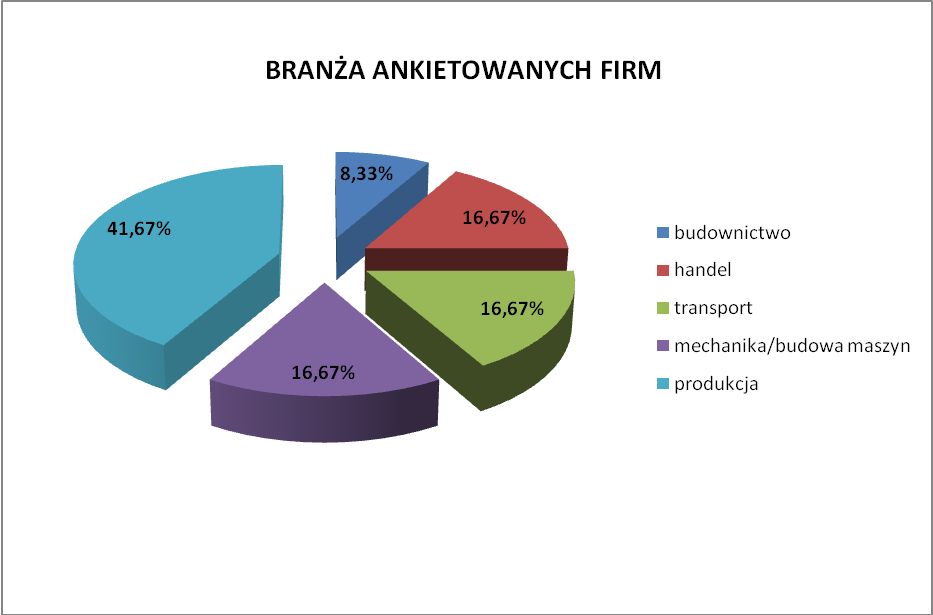 BRANŻA ANKIETOWANYCH FIRM
8,33%
16,67%
41,67%
16,67%
16,67%
budownictwo
handel
transport
mechanika/budowa maszyn
produkcja